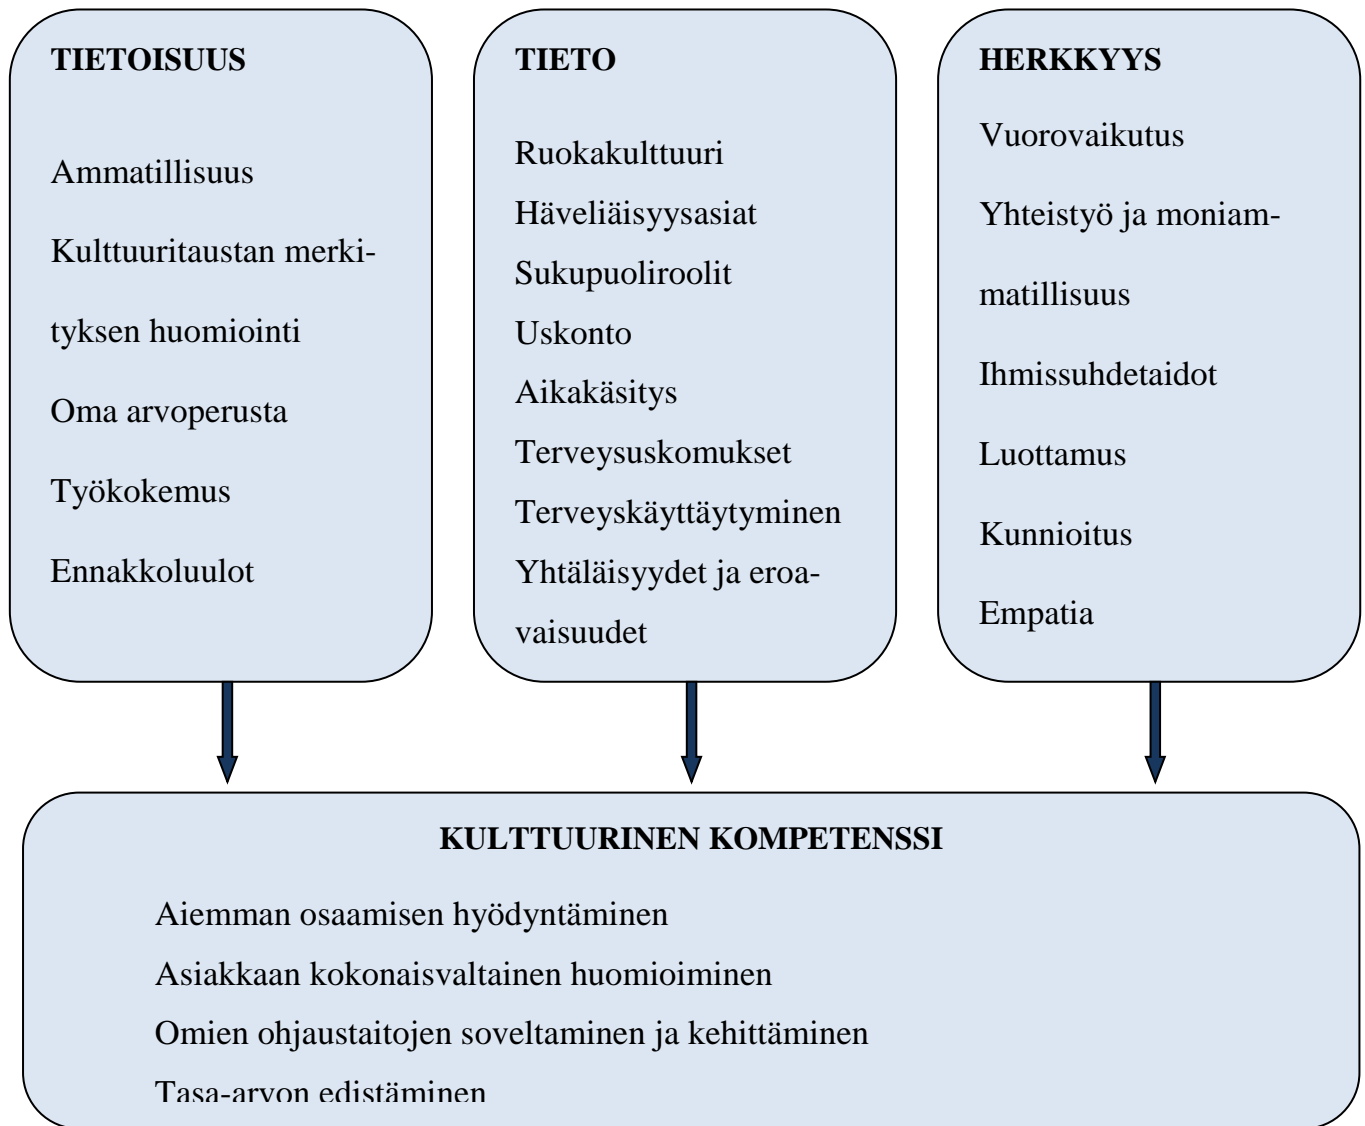 TIETOISUUS
Ammatillisuus
Kulttuuritaustan merki-
tyksen huomiointi
Oma arvoperusta
Työkokemus
Ennakkoluulot
TIETO
Ruokakulttuuri
Häveliäisyysasiat
Sukupuoliroolit
Uskonto
Aikakäsitys
Terveysuskomukset
Terveyskäyttäytyminen
Yhtäläisyydet ja eroa-
vaisuudet
HERKKYYS
Vuorovaikutus
Yhteistyö ja moniam-
matillisuus
Ihmissuhdetaidot
Luottamus
Kunnioitus
Empatia
KULTTUURINEN KOMPETENSSI
Aiemman osaamisen hyödyntäminen
Asiakkaan kokonaisvaltainen huomioiminen
Omien ohjaustaitojen soveltaminen ja kehittäminen
Tasa-arvon edistäminen